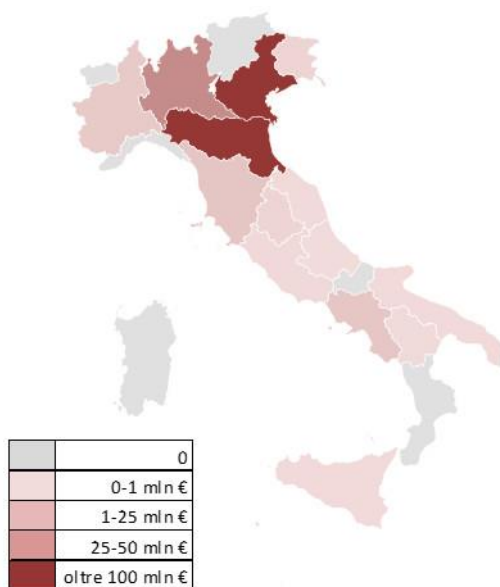 0
0-1 mln €
1-25 mln €
25-50 mln €
oltre 100 mln €